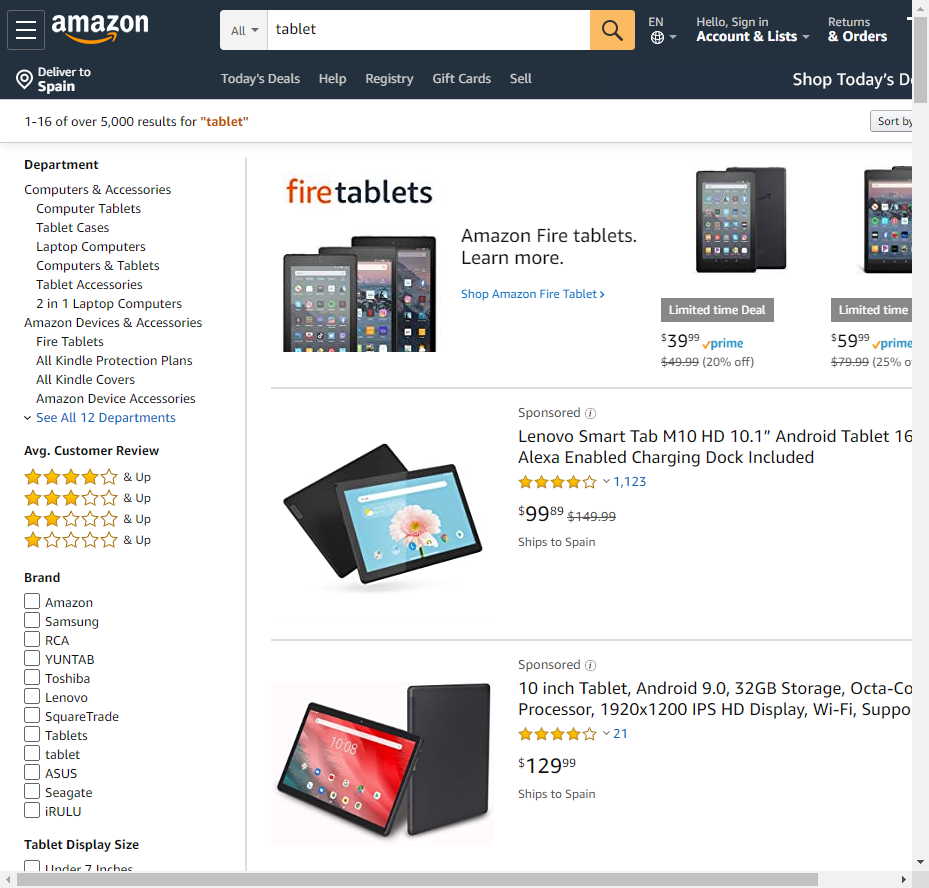 amazon
All
tablet
EN
Hello, Sign in
Account & Lists
Returns
& Orders
Deliver to
Spain
Today's Deals
Help
Registry
Gift Cards
Sell
Shop Today's De
1-16 of over 5,000 results for "tablet"
Sort by
Department
Computers & Accessories
Computer Tablets
Tablet Cases
Laptop Computers
Computers & Tablets
Tablet Accessories
2 in 1 Laptop Computers
Amazon Devices & Accessories
Fire Tablets
All Kindle Protection Plans
All Kindle Covers
Amazon Device Accessories
See All 12 Departments
Avg. Customer Review
& Up
& Up
& Up
& Up
Brand
Amazon
Samsung
RCA
YUNTAB
Toshiba
Lenovo
SquareTrade
Tablets
tablet
ASUS
Seagate
iRULU
Tablet Display Size
Under 7 Inches
fire tablets
Amazon Fire tablets.
Learn more.
Shop Amazon Fire Tablet ›
Limited time Deal
$39 99 prime
$49.99 (20% off)
Limited time
$59 99 prime
$79.99 (25% o
Sponsored
Lenovo Smart Tab M10 HD 10.1” Android Tablet 16
Alexa Enabled Charging Dock Included
1,123
$99 89 $149.99
Ships to Spain
Sponsored
10 inch Tablet, Android 9.0, 32GB Storage, Octa-Co
Processor, 1920x1200 IPS HD Display, Wi-Fi, Suppo
21
$129 99
Ships to Spain
10:08